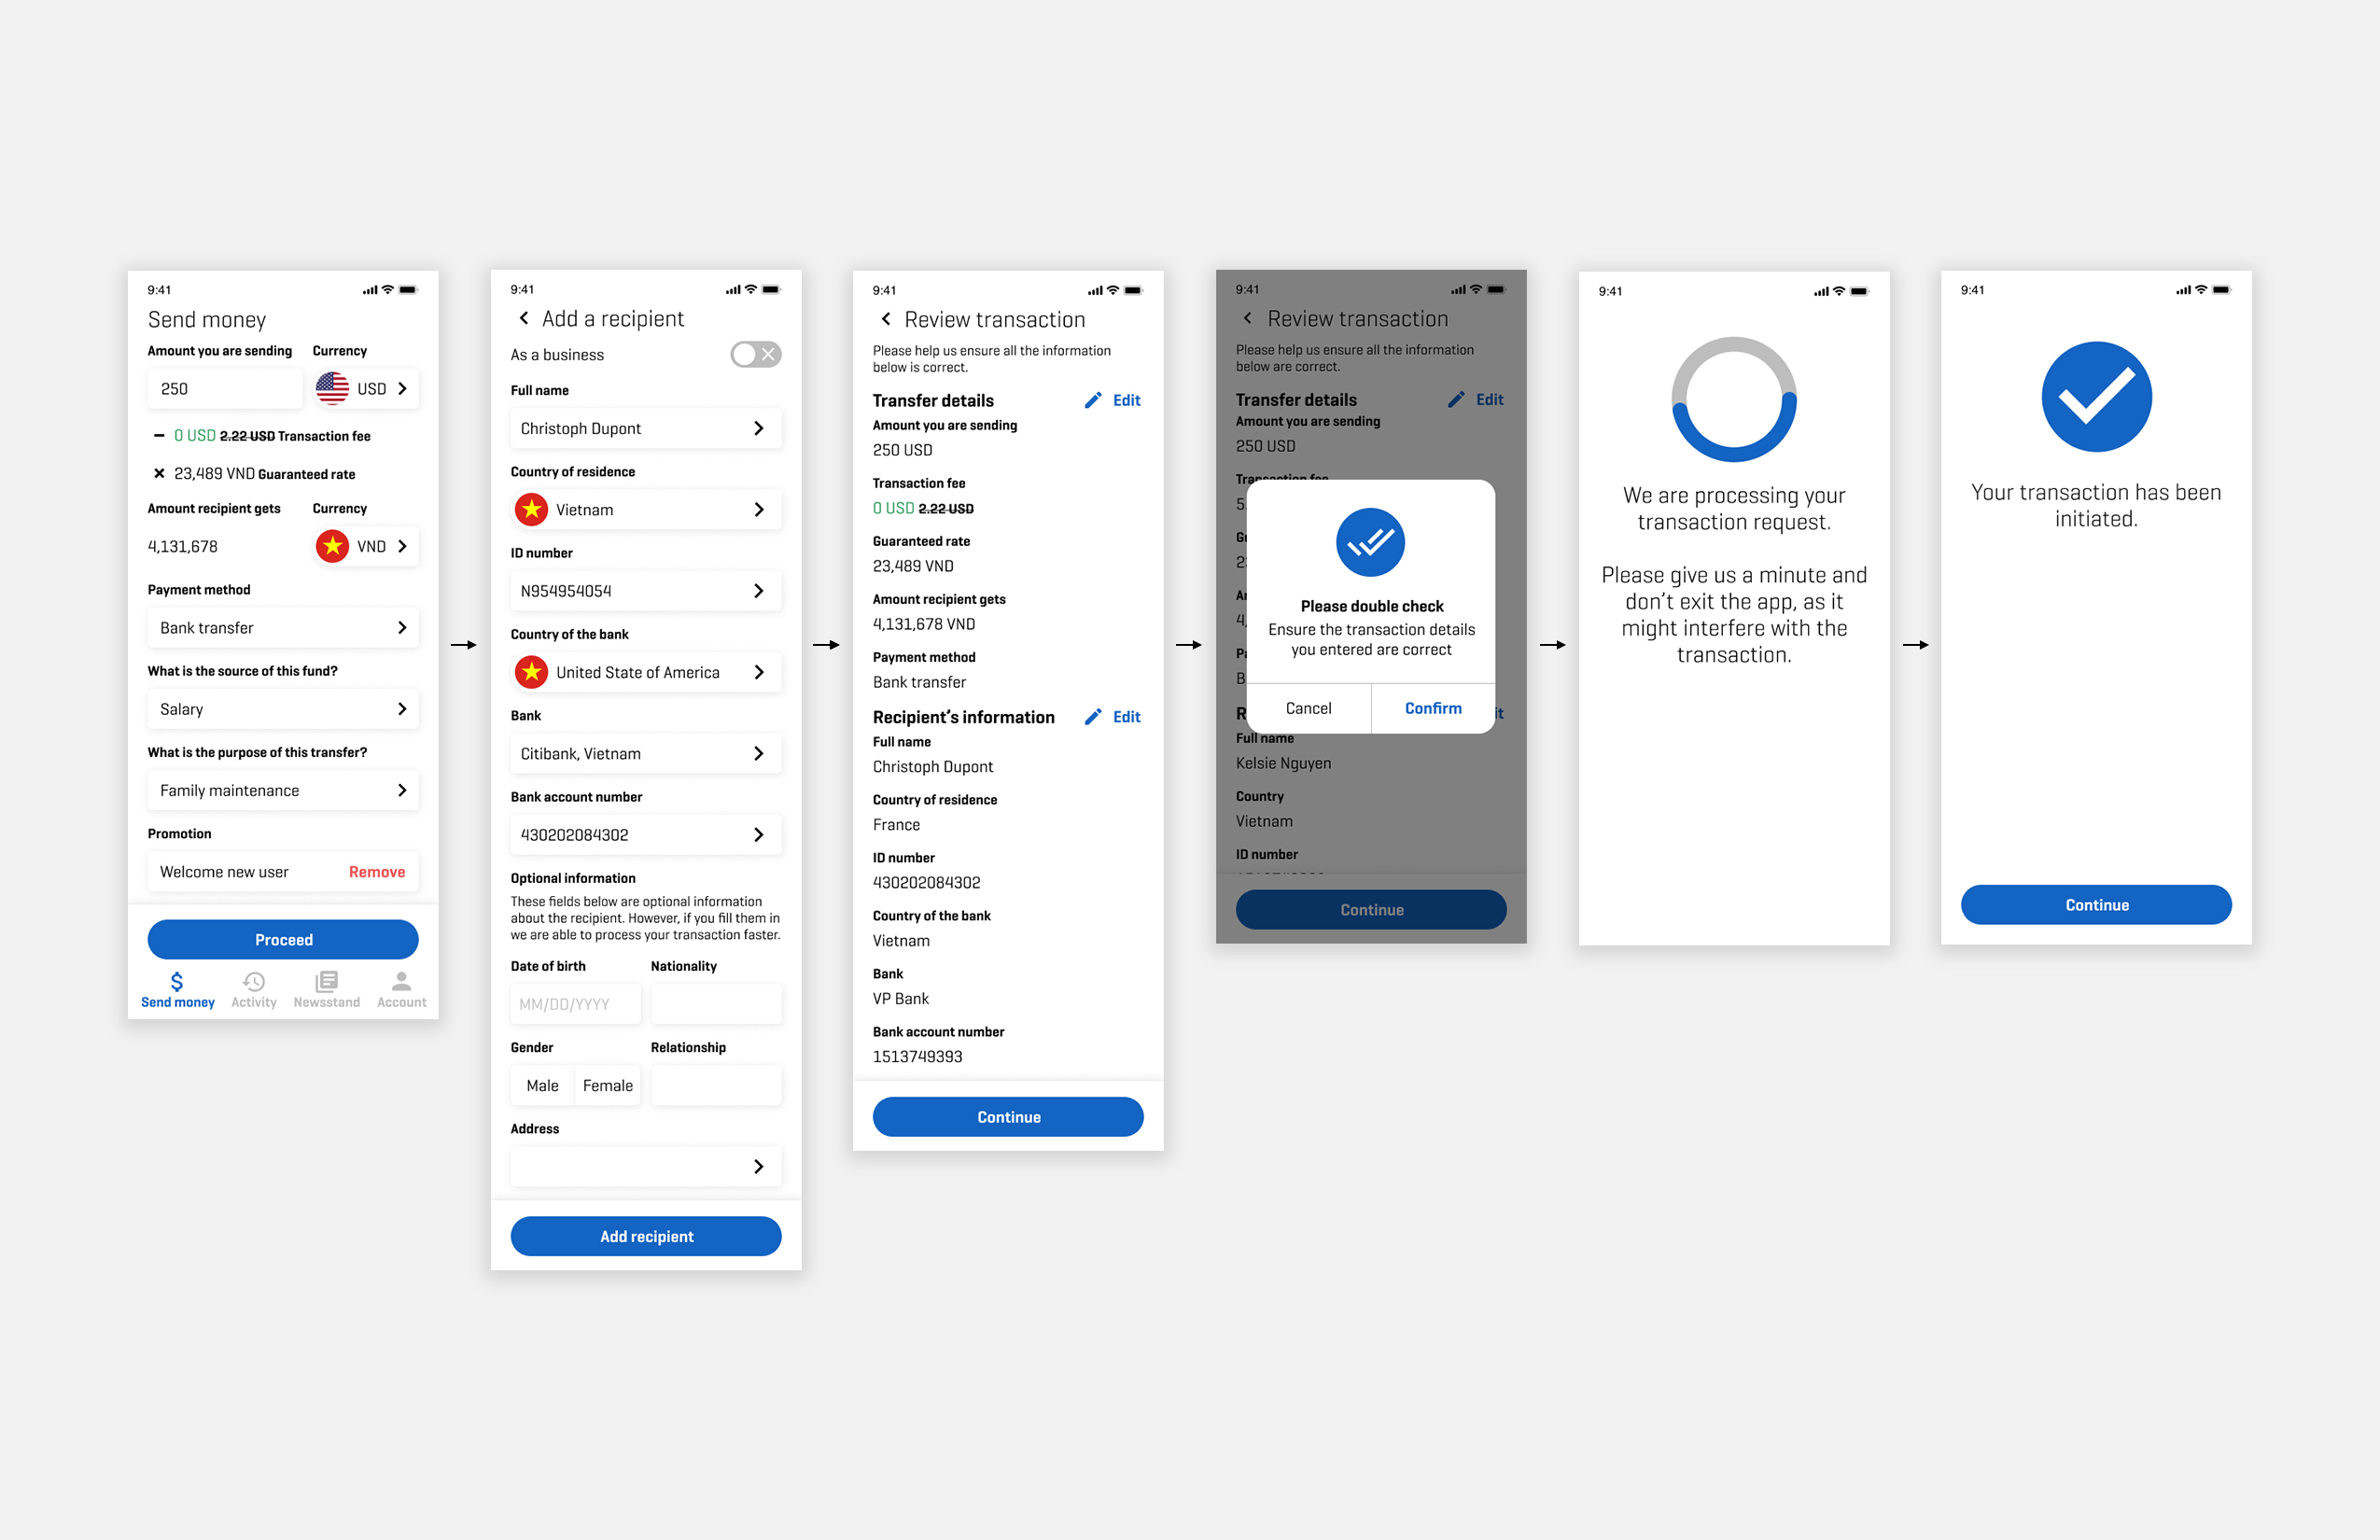 9:41
Send money
Amount you are sending
Currency
250
USD
0 USD 2.22 USD Transaction fee
23,489 VND Guaranteed rate
Amount recipient gets
Currency
4,131,678
VND
Payment method
Bank transfer
What is the source of this fund?
Salary
What is the purpose of this transfer?
Family maintenance
Promotion
Welcome new user
Remove
Proceed
Send money
Activity
Newsstand
Account
9:41
Add a recipient
As a business
Full name
Christoph Dupont
Country of residence
Vietnam
ID number
N954954054
Country of the bank
United State of America
Bank
Citibank, Vietnam
Bank account number
430202084302
Optional information
These fields below are optional information
about the recipient. However, if you fill them in
we are able to process your transaction faster.
Date of birth
Nationality
MM/DD/YYYY
Gender
Relationship
Male
Female
Address
Add recipient
9:41
Review transaction
Please help us ensure all the information
below is correct.
Transfer details
Edit
Amount you are sending
250 USD
Transaction fee
0 USD 2.22 USD
Guaranteed rate
23,489 VND
Amount recipient gets
4,131,678 VND
Payment method
Bank transfer
Recipient's information
Edit
Full name
Christoph Dupont
Country of residence
France
ID number
430202084302
Country of the bank
Vietnam
Bank
VP Bank
Bank account number
1513749393
Continue
9:41
Review transaction
Please help us ensure all the information
below are correct.
Transfer details
Edit
Amount you are sending
250 USD
Please double check
Ensure the transaction details
you entered are correct
Cancel
Confirm
Full name
Kelsie Nguyen
Country
Vietnam
ID number
Continue
9:41
We are processing your
transaction request.
Please give us a minute and
don't exit the app, as it
might interfere with the
transaction.
9:41
Your transaction has been
initiated.
Continue